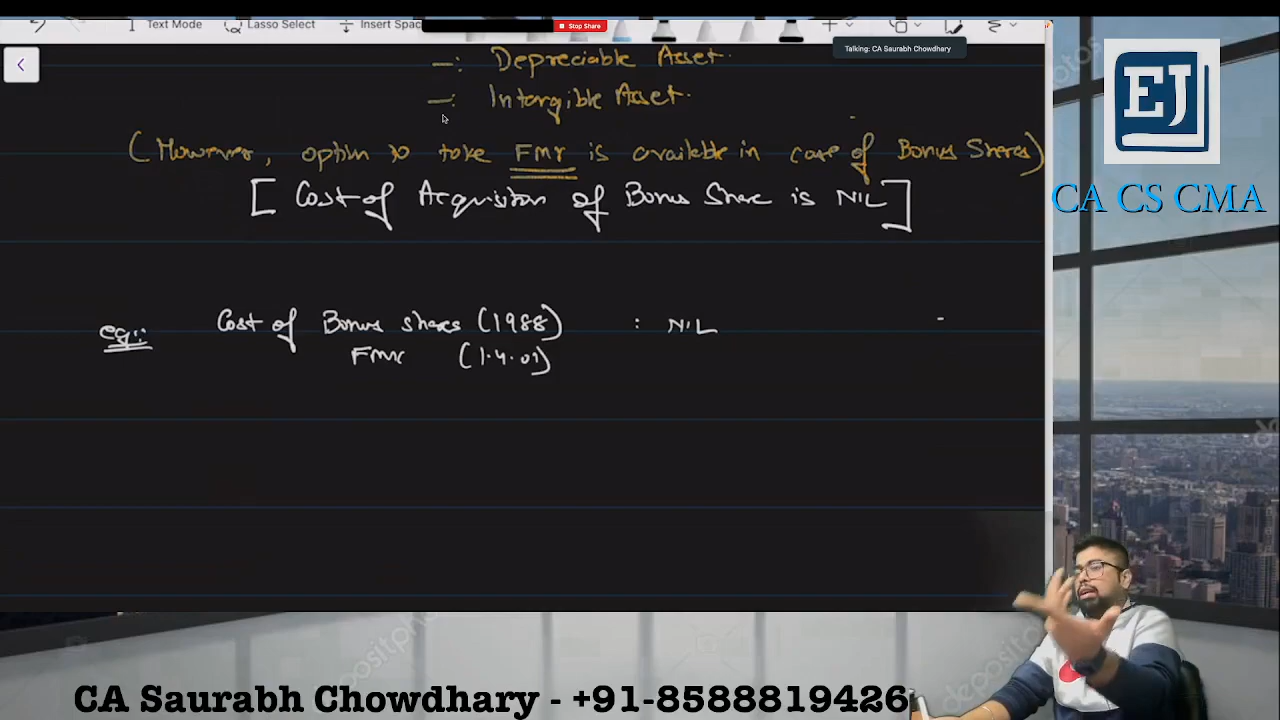 Text Mode Lasso Select Insert Spac Stop Share
Talking: CA Saurabh Chowdhary
—: Depreciable Asset.
—: Intangible Asset.
(However, option to take FMV is available in case of Bonus Shares)
[Cost of Acquisition of Bonus Share is NIL]
eg:: Cost of Bonus shares (1988) : NIL
FMV (1.4.01)
EJ
CA CS CMA
CA Saurabh Chowdhary - +91-8588819426